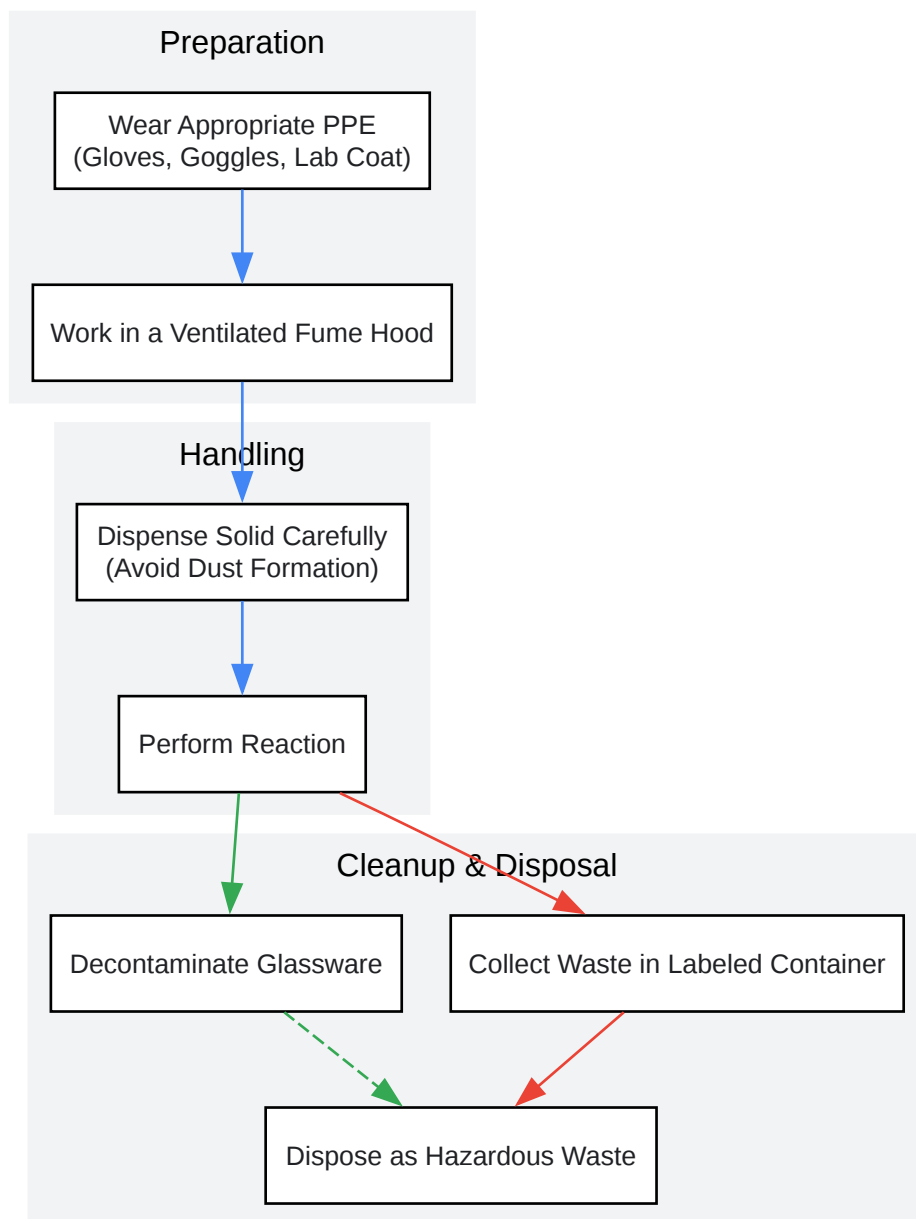 Preparation
Wear Appropriate PPE
(Gloves, Goggles, Lab Coat)
Work in a Ventilated Fume Hood
Handling
Dispense Solid Carefully
(Avoid Dust Formation)
Perform Reaction
Cleanup & Disposal
Decontaminate Glassware
Collect Waste in Labeled Container
Dispose as Hazardous Waste